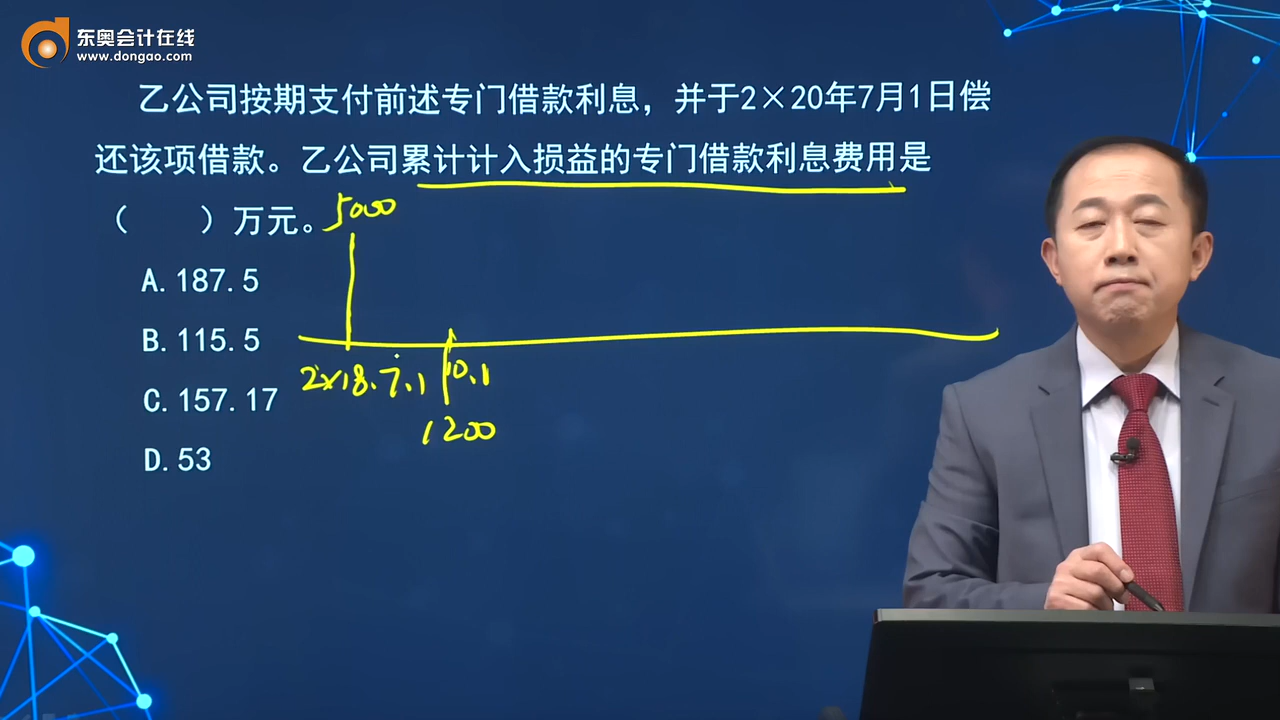 东奥会计在线
www.dongao.com
乙公司按期支付前述专门借款利息，并于2×20年7月1日偿
还该项借款。乙公司累计计入损益的专门借款利息费用是
（　　）万元。
5000
A.187.5
B.115.5
C.157.17
D.53
2×18.7.1
10.1
1200